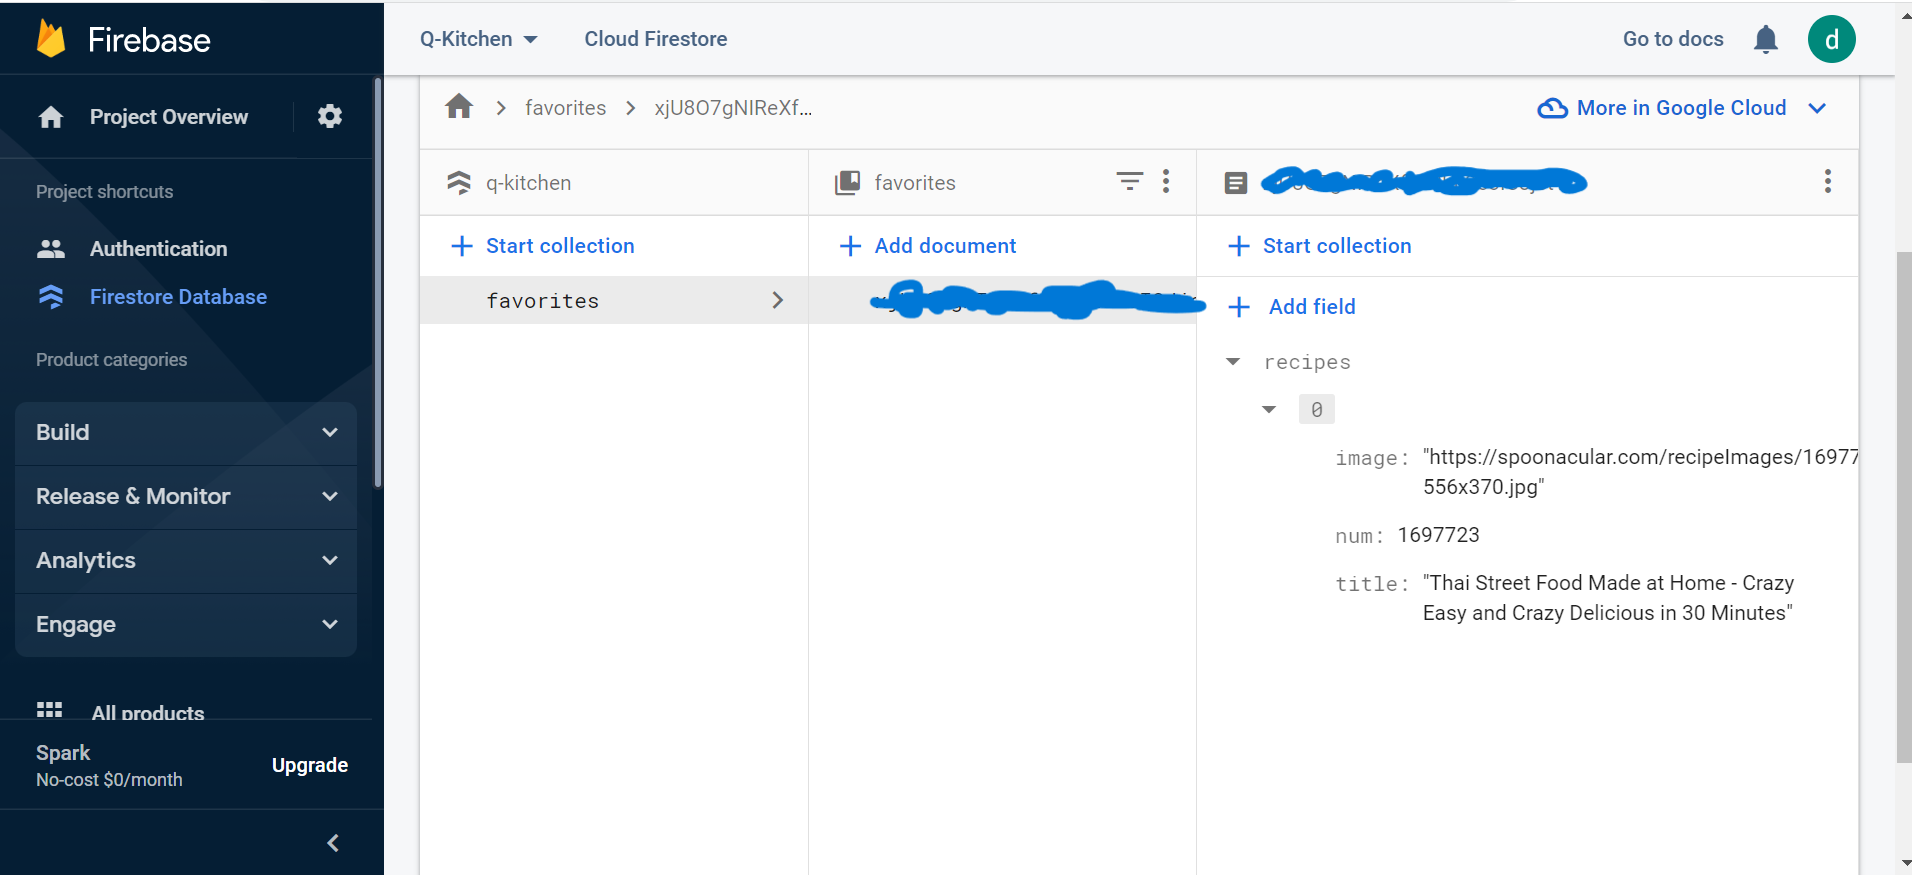 Firebase
Q-Kitchen
Cloud Firestore
Go to docs
d
Project Overview
favorites
xjU8O7gNIReXf...
More in Google Cloud
Project shortcuts
q-kitchen
favorites
Authentication
Start collection
Add document
Start collection
Firestore Database
favorites
Add field
Product categories
recipes
0
Build
image: "https://spoonacular.com/recipeImages/16977
556x370.jpg"
Release & Monitor
num: 1697723
Analytics
title: "Thai Street Food Made at Home - Crazy
Easy and Crazy Delicious in 30 Minutes"
Engage
All products
Spark
No-cost $0/month
Upgrade